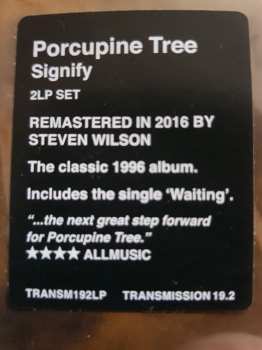 Porcupine Tree
Signify
2LP SET
REMASTERED IN 2016 BY
STEVEN WILSON
The classic 1996 album.
Includes the single ‘Waiting’.
“...the next great step forward
for Porcupine Tree.”
★★★★ ALLMUSIC
TRANSM192LP TRANSMISSION 19.2